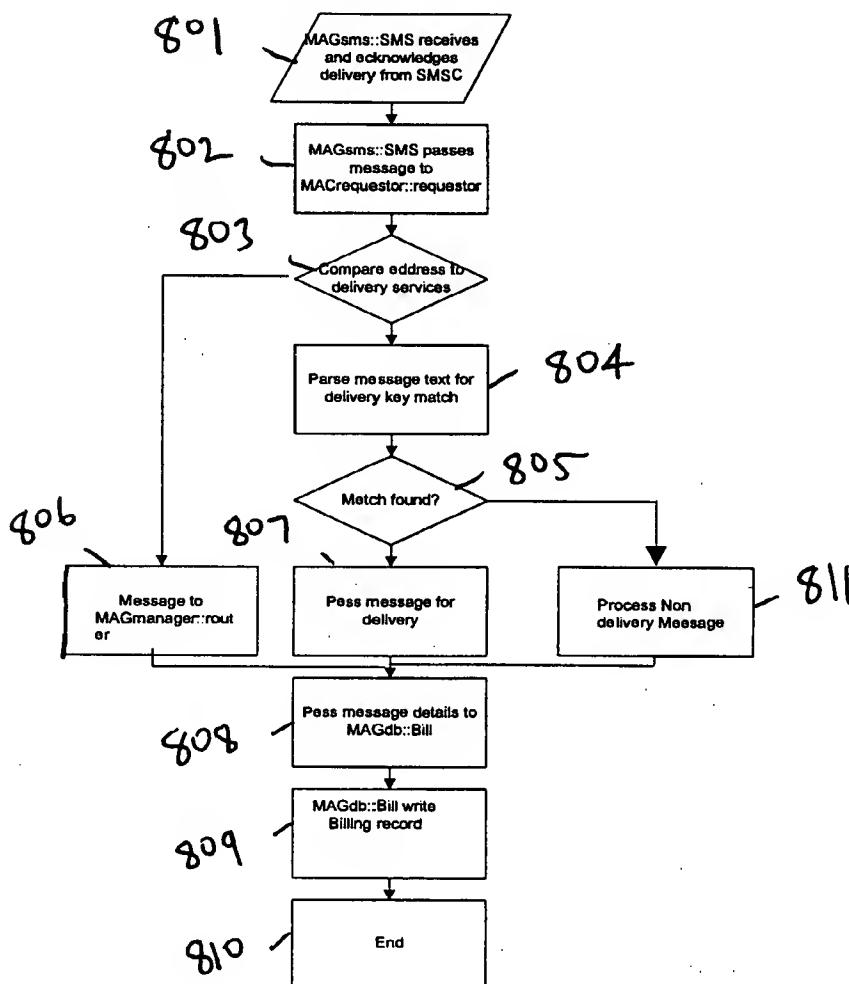 801
MAGsms::SMS receives
and acknowledges
delivery from SMSC
802
MAGsms::SMS passes
message to
MACrequestor::requestor
803
Compare address to
delivery services
804
Parse message text for
delivery key match
805
Match found?
806
Message to
MAGmanager::rout
er
807
Pess message for
delivery
811
Process Non
delivery Message
808
Pess message details to
MAGdb::Bill
809
MAGdb::Bill write
Billing record
810
End